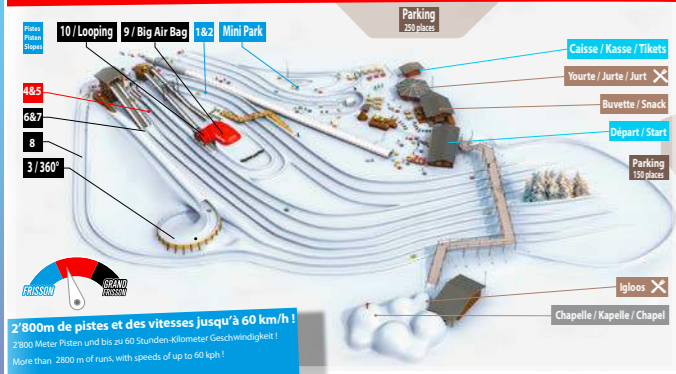 Parking
250 places
Pistes
Pisten
Slopes
10 / Looping
9 / Big Air Bag
1&2
Mini Park
Caisse / Kasse / Tikets
Yourte / Jurte / Jurt
Buvette / Snack
Départ / Start
Parking
150 places
4&5
6&7
8
3 / 360°
FRISSON
GRAND
FRISSON
Igloos
Chapelle / Kapelle / Chapel
2'800m de pistes et des vitesses jusqu'à 60 km/h !
2'800 Meter Pisten und bis zu 60 Stunden-Kilometer Geschwindigkeit !
More than 2800 m of runs, with speeds of up to 60 kph !